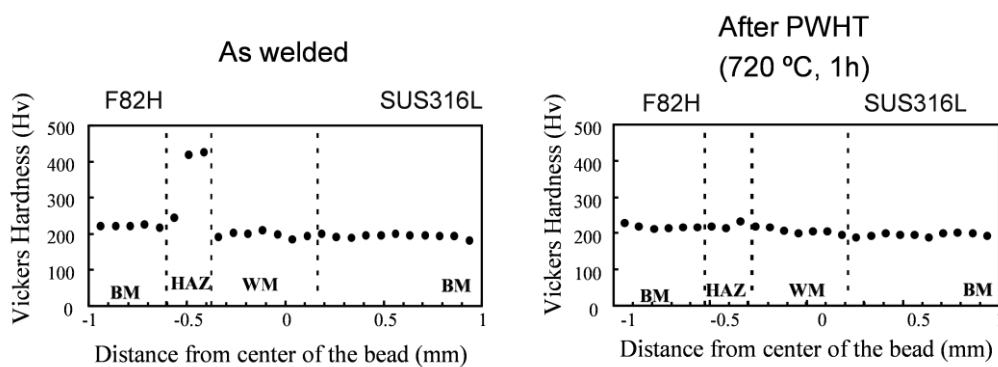 As welded
F82H SUS316L
Vickers Hardness (Hv)
500
400
300
200
100
0
BM HAZ WM BM
-1 -0.5 0 0.5 1
Distance from center of the bead (mm)
After PWHT
(720 ºC, 1h)
F82H SUS316L
Vickers Hardness (Hv)
500
400
300
200
100
0
BM HAZ WM BM
-1 -0.5 0 0.5 1
Distance from center of the bead (mm)